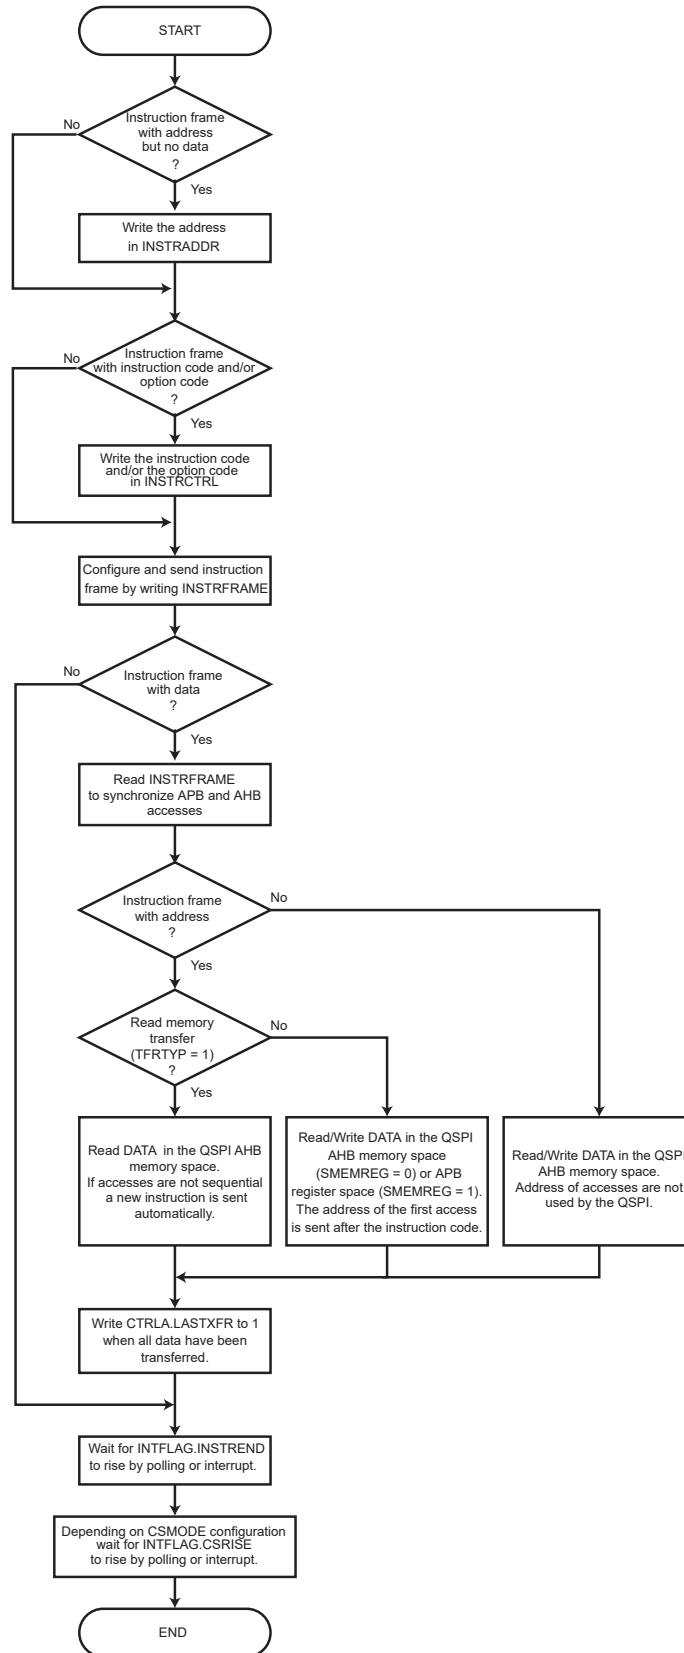 START
Instruction frame
with address
but no data
?
No
Yes
Write the address
in INSTRADDR
Instruction frame
with instruction code and/or
option code
?
No
Yes
Write the instruction code
and/or the option code
in INSTRCTRL
Configure and send instruction
frame by writing INSTRFRAME
Instruction frame
with data
?
No
Yes
Read INSTRFRAME
to synchronize APB and AHB
accesses
Instruction frame
with address
?
No
Yes
Read memory
transfer
(TFRTYP = 1)
?
No
Yes
Read DATA in the QSPI AHB
memory space.
If accesses are not sequential
a new instruction is sent
automatically.
Read/Write DATA in the QSPI
AHB memory space
(SMEMREG = 0) or APB
register space (SMEMREG = 1).
The address of the first access
is sent after the instruction code.
Read/Write DATA in the QSPI
AHB memory space.
Address of accesses are not
used by the QSPI.
Write CTRLA.LASTXFR to 1
when all data have been
transferred.
Wait for INTFLAG.INSTREND
to rise by polling or interrupt.
Depending on CSMODE configuration
wait for INTFLAG.CSRISE
to rise by polling or interrupt.
END